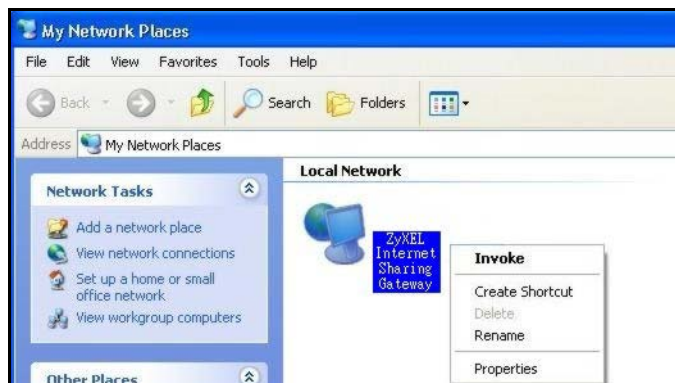 My Network Places
File Edit View Favorites Tools Help
Back Search Folders
Address My Network Places
Network Tasks
Add a network place
View network connections
Set up a home or small
office network
View workgroup computers
Other Places
Local Network
ZyXEL
Internet
Sharing
Gateway
Invoke
Create Shortcut
Delete
Rename
Properties